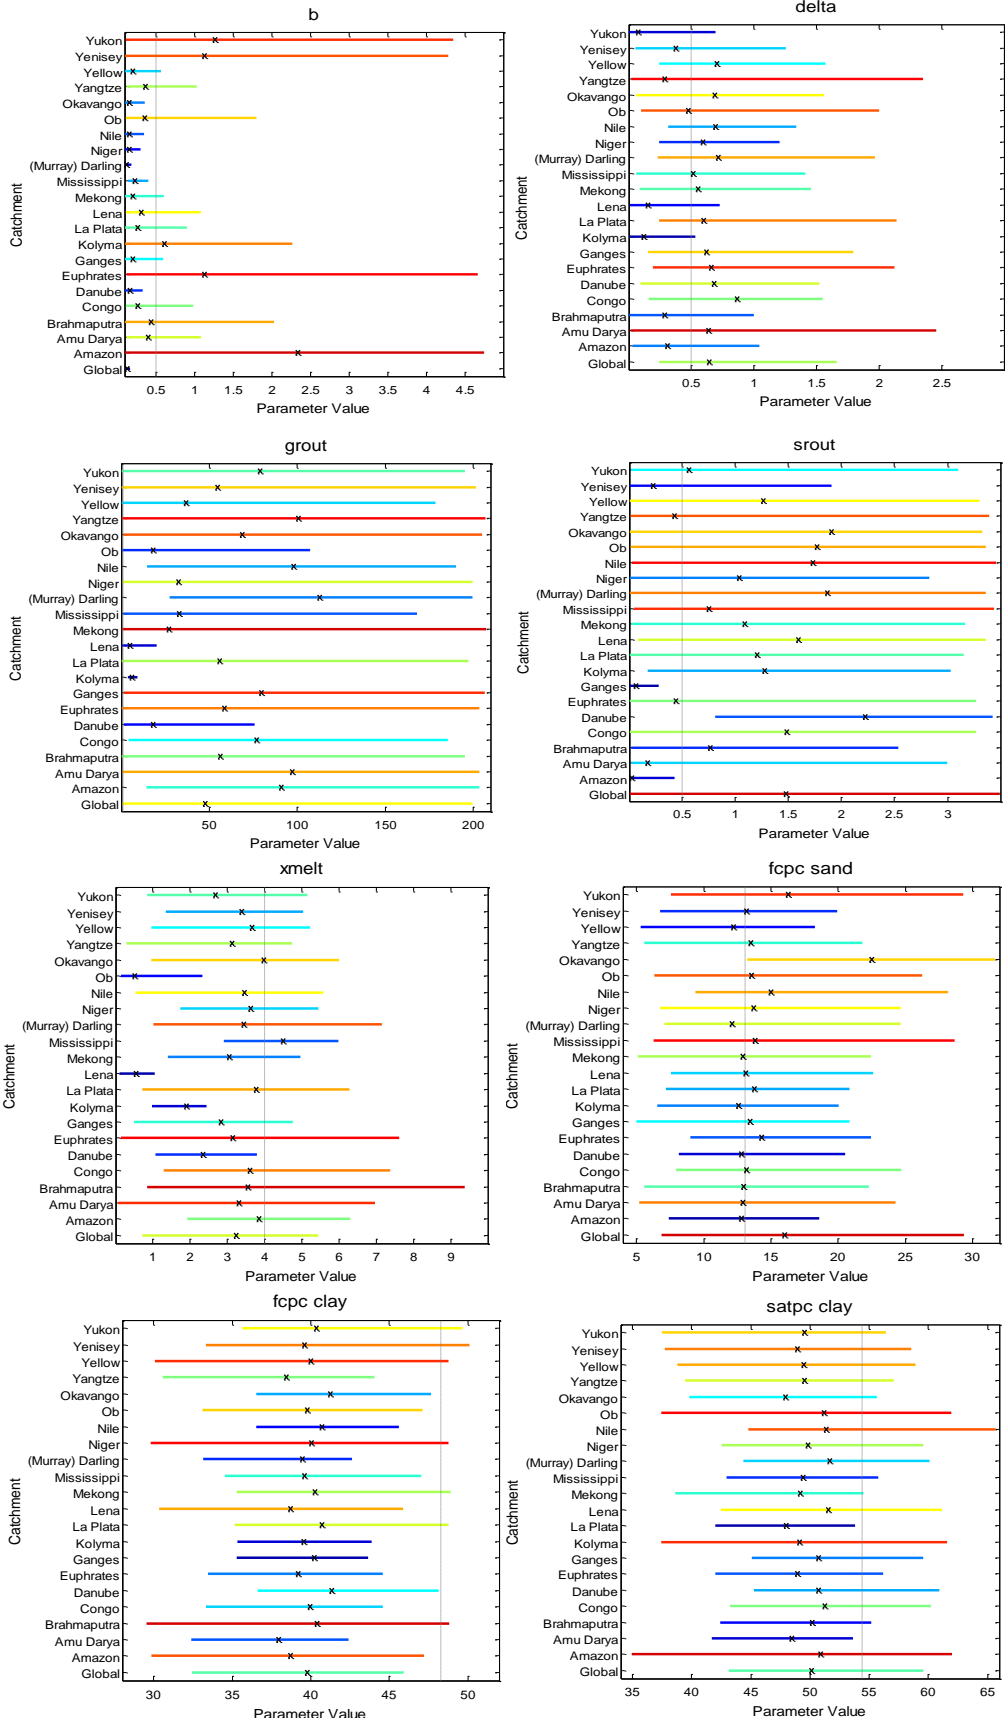 b
Yukon
Yenisey
Yellow
Yangtze
Okavango
Ob
Nile
Niger
(Murray) Darling
Mississippi
Mekong
Lena
La Plata
Kolyma
Ganges
Euphrates
Danube
Congo
Brahmaputra
Amu Darya
Amazon
Global
Catchment
0.5 1 1.5 2 2.5 3 3.5 4 4.5
Parameter Value
delta
Yukon
Yenisey
Yellow
Yangtze
Okavango
Ob
Nile
Niger
(Murray) Darling
Mississippi
Mekong
Lena
La Plata
Kolyma
Ganges
Euphrates
Danube
Congo
Brahmaputra
Amu Darya
Amazon
Global
Catchment
0.5 1 1.5 2 2.5
Parameter Value
grout
Yukon
Yenisey
Yellow
Yangtze
Okavango
Ob
Nile
Niger
(Murray) Darling
Mississippi
Mekong
Lena
La Plata
Kolyma
Ganges
Euphrates
Danube
Congo
Brahmaputra
Amu Darya
Amazon
Global
Catchment
50 100 150 200
Parameter Value
srout
Yukon
Yenisey
Yellow
Yangtze
Okavango
Ob
Nile
Niger
(Murray) Darling
Mississippi
Mekong
Lena
La Plata
Kolyma
Ganges
Euphrates
Danube
Congo
Brahmaputra
Amu Darya
Amazon
Global
Catchment
0.5 1 1.5 2 2.5 3
Parameter Value
xmelt
Yukon
Yenisey
Yellow
Yangtze
Okavango
Ob
Nile
Niger
(Murray) Darling
Mississippi
Mekong
Lena
La Plata
Kolyma
Ganges
Euphrates
Danube
Congo
Brahmaputra
Amu Darya
Amazon
Global
Catchment
1 2 3 4 5 6 7 8 9
Parameter Value
fcpc sand
Yukon
Yenisey
Yellow
Yangtze
Okavango
Ob
Nile
Niger
(Murray) Darling
Mississippi
Mekong
Lena
La Plata
Kolyma
Ganges
Euphrates
Danube
Congo
Brahmaputra
Amu Darya
Amazon
Global
Catchment
5 10 15 20 25 30
Parameter Value
fcpc clay
Yukon
Yenisey
Yellow
Yangtze
Okavango
Ob
Nile
Niger
(Murray) Darling
Mississippi
Mekong
Lena
La Plata
Kolyma
Ganges
Euphrates
Danube
Congo
Brahmaputra
Amu Darya
Amazon
Global
Catchment
30 35 40 45 50
Parameter Value
satpc clay
Yukon
Yenisey
Yellow
Yangtze
Okavango
Ob
Nile
Niger
(Murray) Darling
Mississippi
Mekong
Lena
La Plata
Kolyma
Ganges
Euphrates
Danube
Congo
Brahmaputra
Amu Darya
Amazon
Global
Catchment
35 40 45 50 55 60 65
Parameter Value